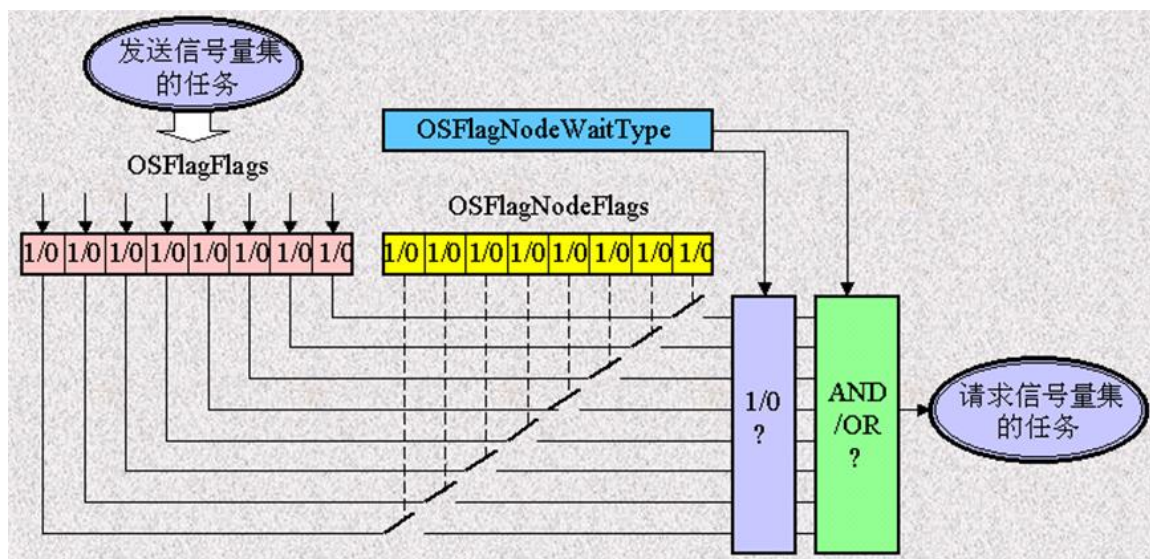 发送信号量集
的任务
OSFlagNodeWaitType
OSFlagFlags
OSFlagNodeFlags
1/0 1/0 1/0 1/0 1/0 1/0 1/0 1/0
1/0 1/0 1/0 1/0 1/0 1/0 1/0 1/0
1/0
?
AND
/OR
?
请求信号量集
的任务